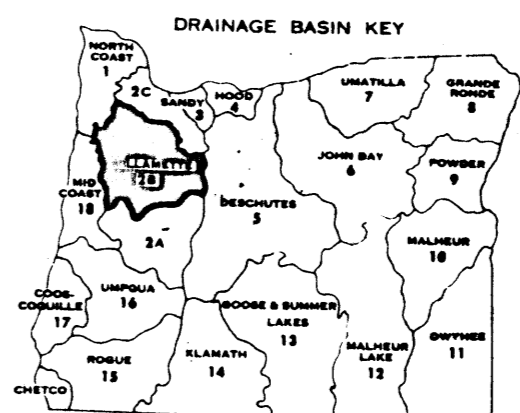 DRAINAGE BASIN KEY
NORTH
COAST
1
2C
SANDY
3
HOOD
4
UMATILLA
7
GRANDE
RONDE
8
WILLAMETTE
2B
MID
COAST
18
JOHN DAY
6
POWDER
9
DESCHUTES
5
2A
MALHEUR
10
COOS-
COQUILLE
17
UMPQUA
16
GOOSE & SUMMER
LAKES
13
ROGUE
15
KLAMATH
14
MALHEUR
LAKE
12
OWYHEE
11
CHETCO